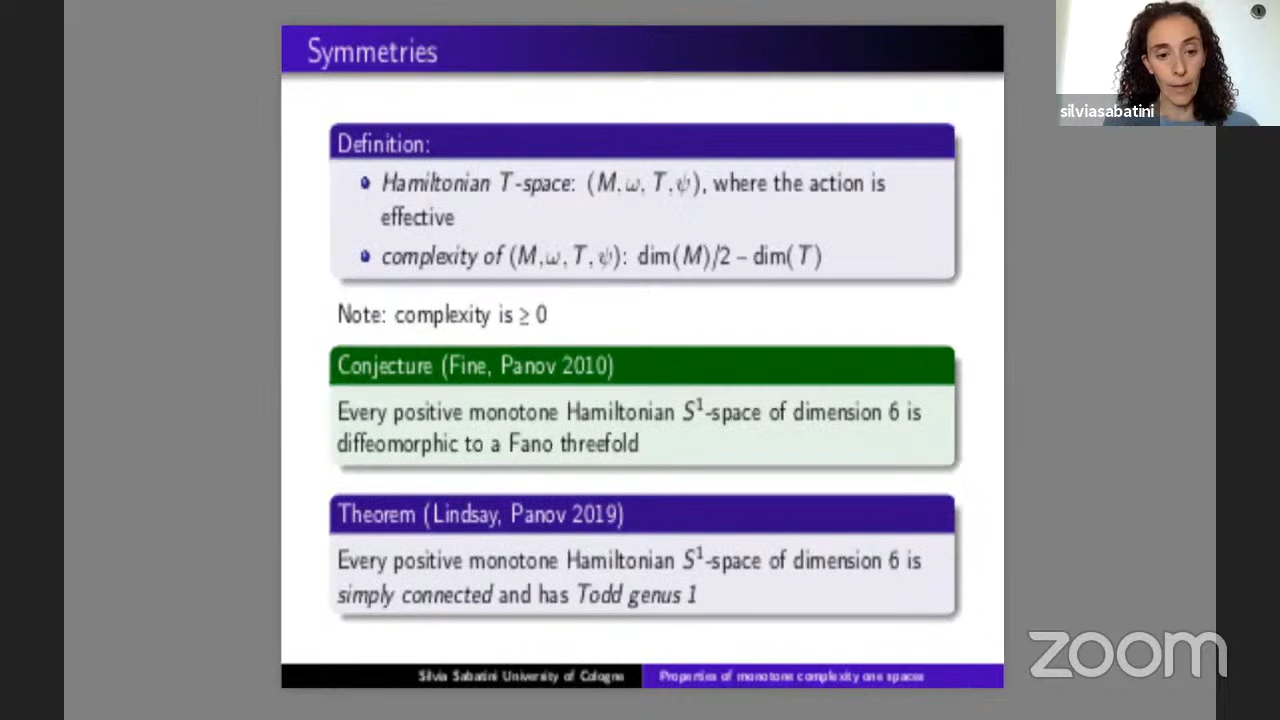 Symmetries
silviasabatini
Definition:
Hamiltonian T-space: (M, ω, T, ψ), where the action is
effective
complexity of (M, ω, T, ψ): dim(M)/2 – dim(T)
Note: complexity is ≥ 0
Conjecture (Fine, Panov 2010)
Every positive monotone Hamiltonian S¹-space of dimension 6 is
diffeomorphic to a Fano threefold
Theorem (Lindsay, Panov 2019)
Every positive monotone Hamiltonian S¹-space of dimension 6 is
simply connected and has Todd genus 1
zoom
Silvia Sabatini University of Cologne
Properties of monotone complexity one spaces